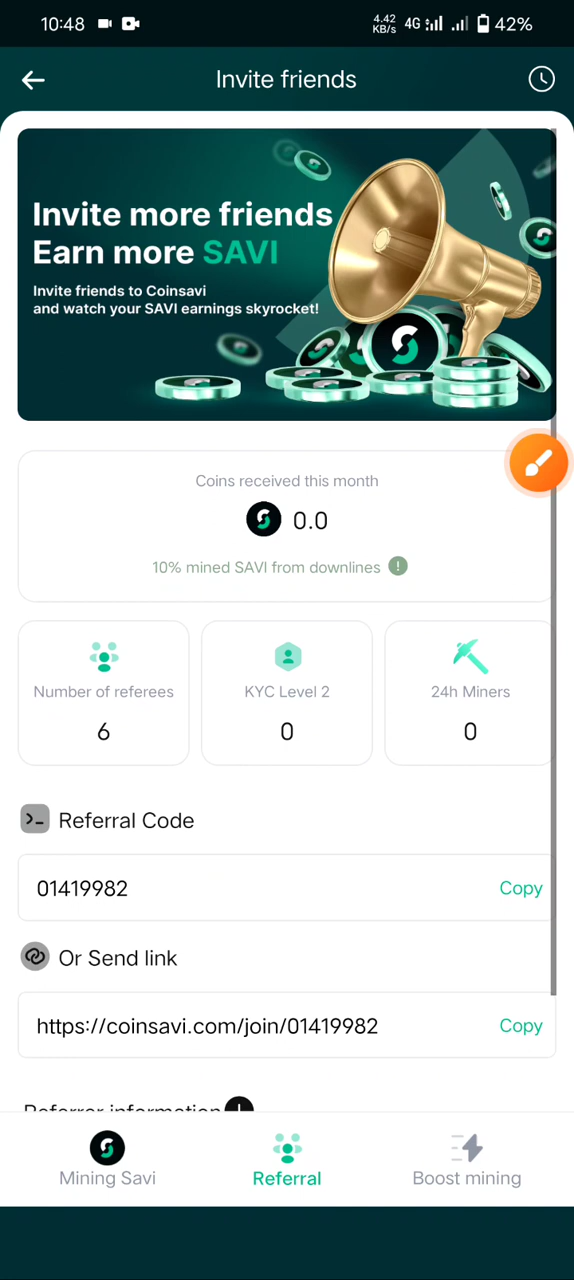 10:48
4.42 KB/s 4G 42%
Invite friends
Invite more friends
Earn more SAVI
Invite friends to Coinsavi
and watch your SAVI earnings skyrocket!
Coins received this month
0.0
10% mined SAVI from downlines !
Number of referees
6
KYC Level 2
0
24h Miners
0
Referral Code
01419982 Copy
Or Send link
https://coinsavi.com/join/01419982 Copy
Referrer information
Mining Savi
Referral
Boost mining